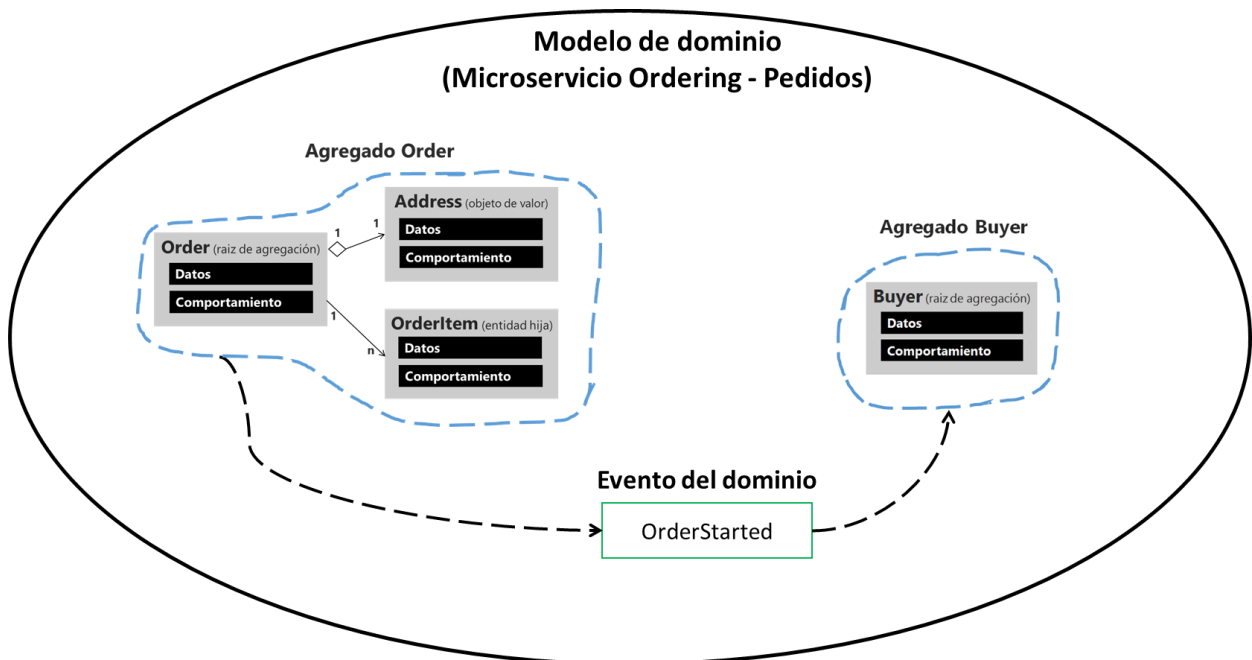 Modelo de dominio
(Microservicio Ordering - Pedidos)
Agregado Order
Order (raiz de agregación)
Datos
Comportamiento
1
1
1
n
Address (objeto de valor)
Datos
Comportamiento
OrderItem (entidad hija)
Datos
Comportamiento
Agregado Buyer
Buyer (raiz de agregación)
Datos
Comportamiento
Evento del dominio
OrderStarted